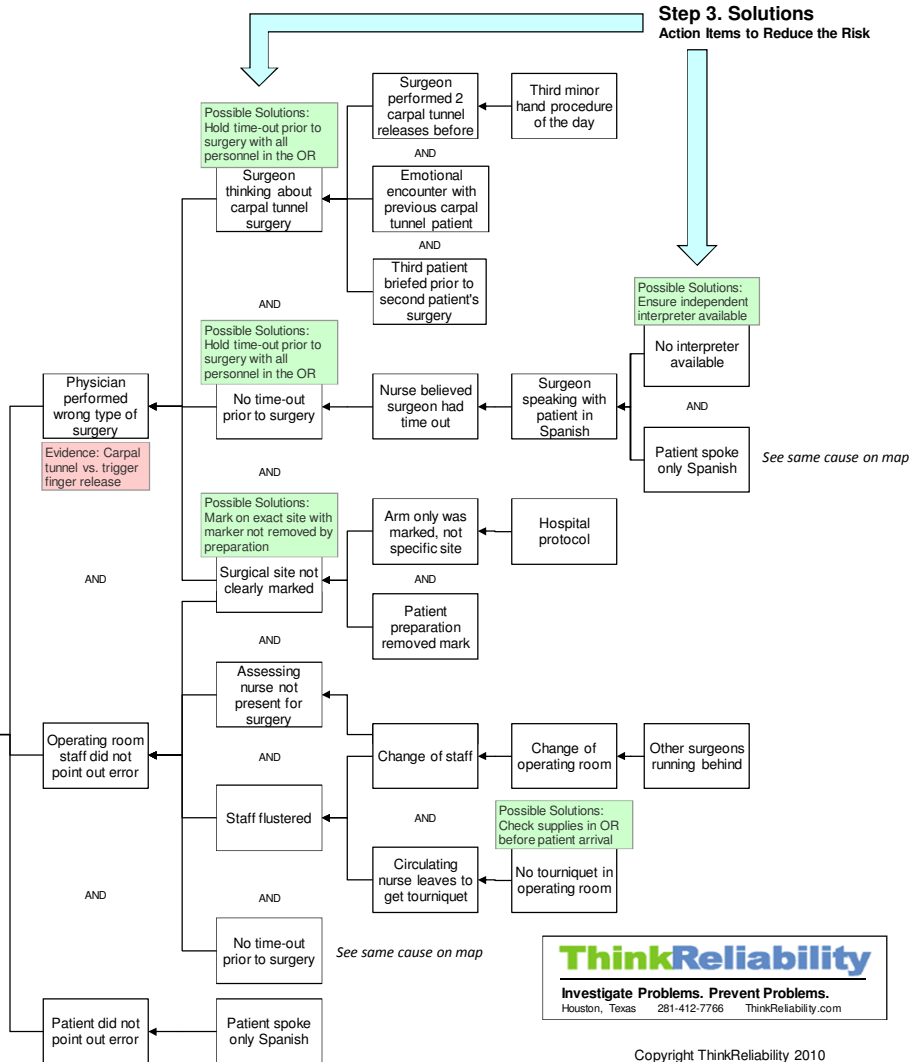 Step 3. Solutions
Action Items to Reduce the Risk
Possible Solutions:
Hold time-out prior to
surgery with all
personnel in the OR
Surgeon
thinking about
carpal tunnel
surgery
Surgeon
performed 2
carpal tunnel
releases before
Third minor
hand procedure
of the day
AND
Emotional
encounter with
previous carpal
tunnel patient
AND
Third patient
briefed prior to
second patient's
surgery
AND
Possible Solutions:
Hold time-out prior to
surgery with all
personnel in the OR
Possible Solutions:
Ensure independent
interpreter available
No interpreter
available
Physician
performed
wrong type of
surgery
No time-out
prior to surgery
Nurse believed
surgeon had
time out
Surgeon
speaking with
patient in
Spanish
AND
Patient spoke
only Spanish
See same cause on map
Evidence: Carpal
tunnel vs. trigger
finger release
AND
Possible Solutions:
Mark on exact site with
marker not removed by
preparation
Surgical site not
clearly marked
Arm only was
marked, not
specific site
Hospital
protocol
AND
AND
Patient
preparation
removed mark
AND
Assessing
nurse not
present for
surgery
Operating room
staff did not
point out error
AND
Change of staff
Change of
operating room
Other surgeons
running behind
Staff flustered
AND
Possible Solutions:
Check supplies in OR
before patient arrival
Circulating
nurse leaves to
get tourniquet
No tourniquet in
operating room
AND
AND
No time-out
prior to surgery
See same cause on map
Patient did not
point out error
Patient spoke
only Spanish
ThinkReliability
Investigate Problems. Prevent Problems.
Houston, Texas 281-412-7766 ThinkReliability.com
Copyright ThinkReliability 2010